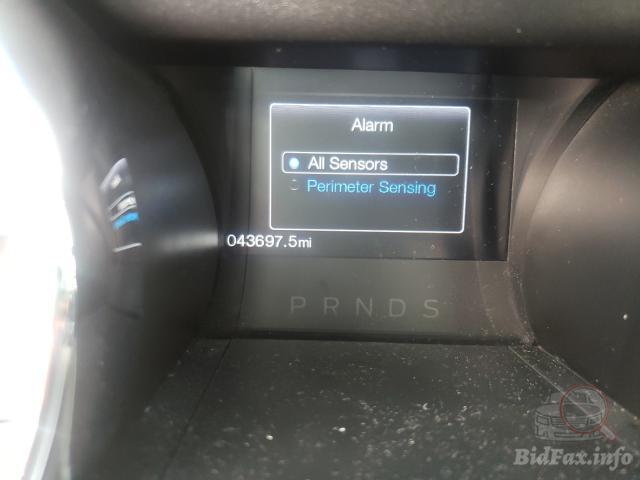 Alarm
All Sensors
Perimeter Sensing
043697.5mi
P R N D S
BidFax.info